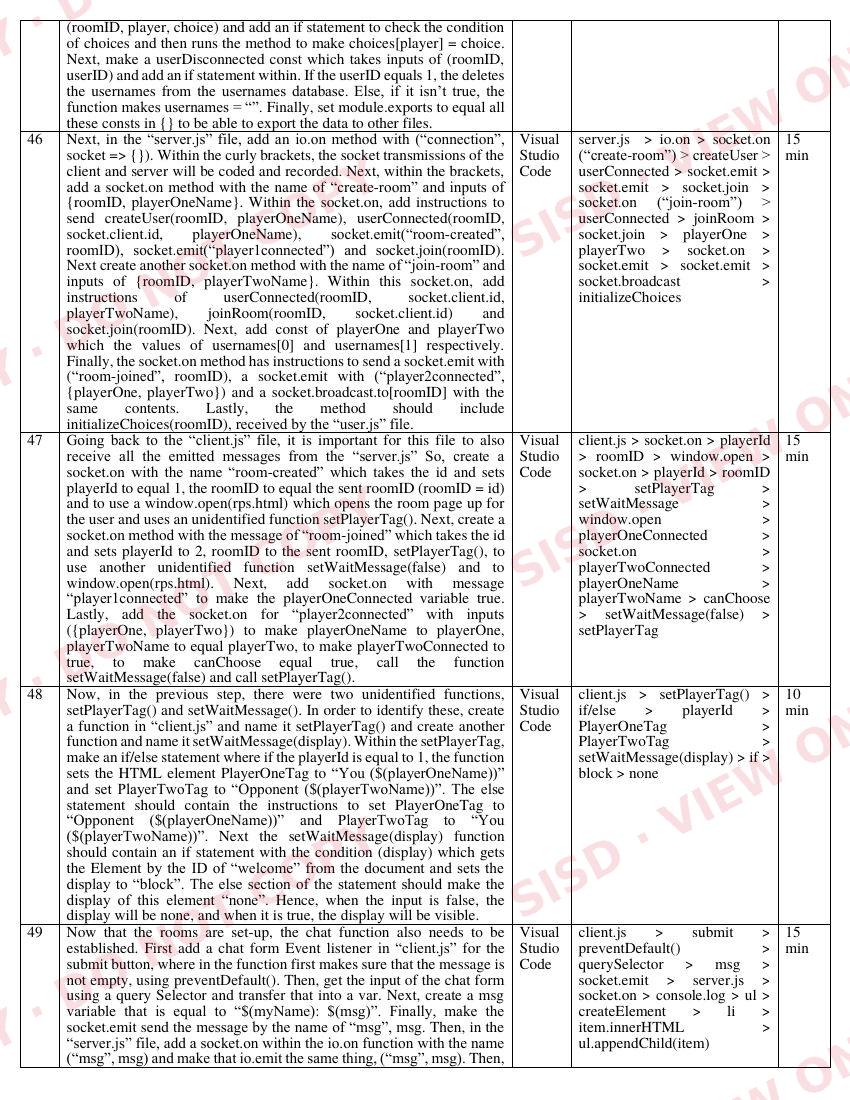 (roomID, player, choice) and add an if statement to check the condition
of choices and then runs the method to make choices[player] = choice.
Next, make a userDisconnected const which takes inputs of (roomID,
userID) and add an if statement within. If the userID equals 1, the deletes
the usernames from the usernames database. Else, if it isn’t true, the
function makes usernames = “”. Finally, set module.exports to equal all
these consts in {} to be able to export the data to other files.
46
Next, in the “server.js” file, add an io.on method with (“connection”,
socket => {}). Within the curly brackets, the socket transmissions of the
client and server will be coded and recorded. Next, within the brackets,
add a socket.on method with the name of “create-room” and inputs of
{roomID, playerOneName}. Within the socket.on, add instructions to
send createUser(roomID, playerOneName), userConnected(roomID,
socket.client.id, playerOneName), socket.emit(“room-created”,
roomID), socket.emit(“player1connected”) and socket.join(roomID).
Next create another socket.on method with the name of “join-room” and
inputs of {roomID, playerTwoName}. Within this socket.on, add
instructions of userConnected(roomID, socket.client.id,
playerTwoName), joinRoom(roomID, socket.client.id) and
socket.join(roomID). Next, add const of playerOne and playerTwo
which the values of usernames[0] and usernames[1] respectively.
Finally, the socket.on method has instructions to send a socket.emit with
(“room-joined”, roomID), a socket.emit with (“player2connected”,
{playerOne, playerTwo}) and a socket.broadcast.to[roomID) with the
same contents. Lastly, the method should include
initializeChoices(roomID), received by the “user.js” file.
Visual
Studio
Code
server.js > io.on > socket.on
(“create-room”) > createUser >
userConnected > socket.emit >
socket.emit > socket.join >
socket.on (“join-room”) >
userConnected > joinRoom >
socket.join > playerOne >
playerTwo > socket.on >
socket.emit > socket.emit >
socket.broadcast >
initializeChoices
15
min
47
Going back to the “client.js” file, it is important for this file to also
receive all the emitted messages from the “server.js” So, create a
socket.on with the name “room-created” which takes the id and sets
playerId to equal 1, the roomID to equal the sent roomID (roomID = id)
and to use a window.open(rps.html) which opens the room page up for
the user and uses an unidentified function setPlayerTag(). Next, create a
socket.on method with the message of “room-joined” which takes the id
and sets playerId to 2, roomID to the sent roomID, setPlayerTag(), to
use another unidentified function setWaitMessage(false) and to
window.open(rps.html). Next, add socket.on with message
“player1connected” to make the playerOneConnected variable true.
Lastly, add the socket.on for “player2connected” with inputs
({playerOne, playerTwo}) to make playerOneName to playerOne,
playerTwoName to equal playerTwo, to make playerTwoConnected to
true, to make canChoose equal true, call the function
setWaitMessage(false) and call setPlayerTag().
Visual
Studio
Code
client.js > socket.on > playerId
> roomID > window.open >
socket.on > playerId > roomID
> setPlayerTag >
setWaitMessage >
window.open >
playerOneConnected >
socket.on >
playerTwoConnected >
playerOneName >
playerTwoName > canChoose
> setWaitMessage(false) >
setPlayerTag
15
min
48
Now, in the previous step, there were two unidentified functions,
setPlayerTag() and setWaitMessage(). In order to identify these, create
a function in “client.js” and name it setPlayerTag() and create another
function and name it setWaitMessage(display). Within the setPlayerTag,
make an if/else statement where if the playerId is equal to 1, the function
sets the HTML element PlayerOneTag to “You ($(playerOneName))”
and set PlayerTwoTag to “Opponent ($(playerTwoName))”. The else
statement should contain the instructions to set PlayerOneTag to
“Opponent ($(playerOneName))” and PlayerTwoTag to “You
($(playerTwoName))”. Next the setWaitMessage(display) function
should contain an if statement with the condition (display) which gets
the Element by the ID of “welcome” from the document and sets the
display to “block”. The else section of the statement should make the
display of this element “none”. Hence, when the input is false, the
display will be none, and when it is true, the display will be visible.
Visual
Studio
Code
client.js > setPlayerTag() >
if/else > playerId >
PlayerOneTag >
PlayerTwoTag >
setWaitMessage(display) > if >
block > none
10
min
49
Now that the rooms are set-up, the chat function also needs to be
established. First add a chat form Event listener in “client.js” for the
submit button, where in the function first makes sure that the message is
not empty, using preventDefault(). Then, get the input of the chat form
using a query Selector and transfer that into a var. Next, create a msg
variable that is equal to “$(myName): $(msg)”. Finally, make the
socket.emit send the message by the name of “msg”, msg. Then, in the
“server.js” file, add a socket.on within the io.on function with the name
(“msg”, msg) and make that io.emit the same thing, (“msg”, msg). Then,
Visual
Studio
Code
client.js > submit >
preventDefault() >
querySelector > msg >
socket.emit > server.js >
socket.on > console.log > ul >
createElement > li >
item.innerHTML >
ul.appendChild(item)
15
min
SISD · VIEW ON
SISD · VIEW ON
SISD · VIEW ON
Y · DO NOT COPY
Y · DO NOT COPY
Y · DO NOT COPY